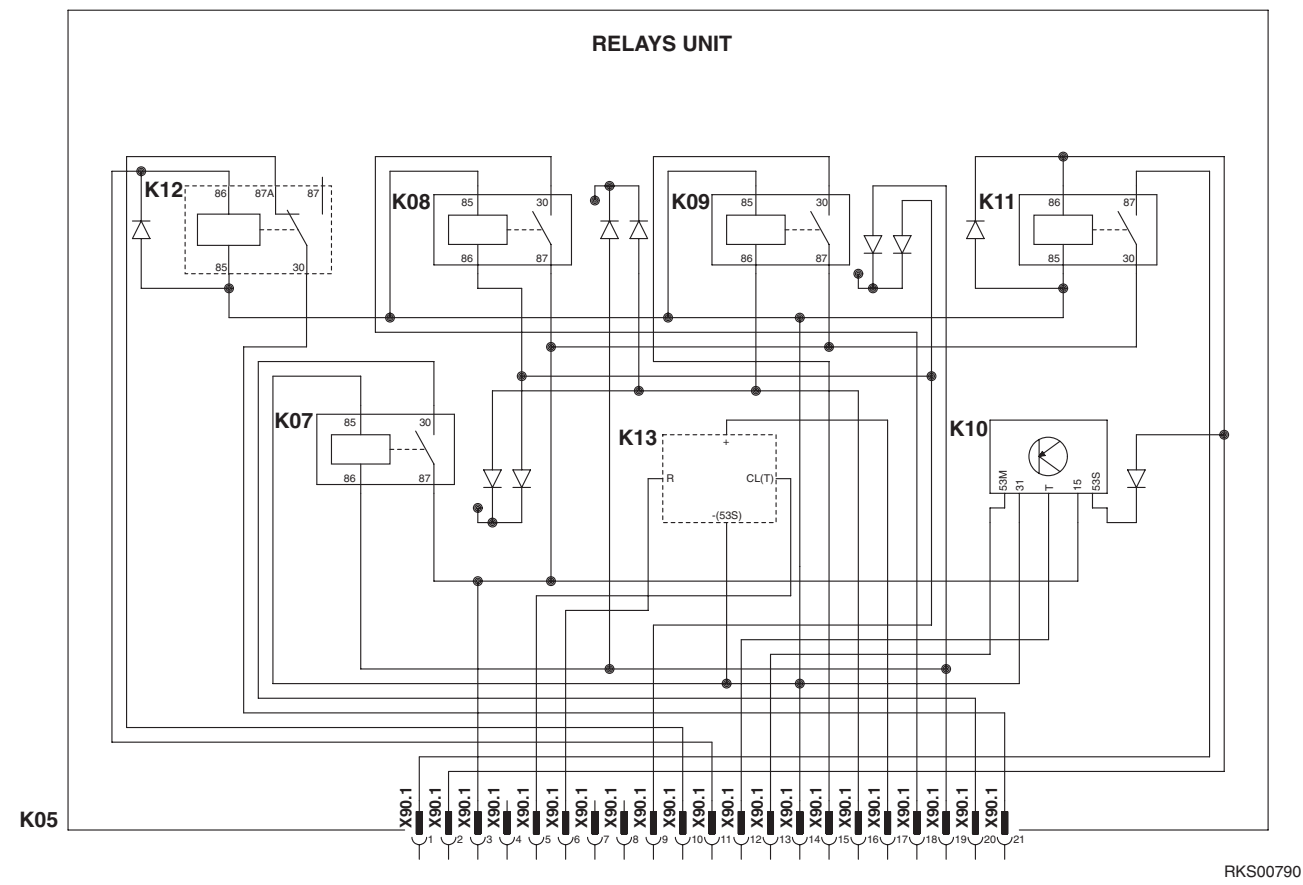 RELAYS UNIT
K12 86 87A 87
85 30
K08 85 30
86 87
K09 85 30
86 87
K11 86 87
85 30
K07 85 30
86 87
K13 +
R CL(T)
-(53S)
K10
53M 31 T 15 53S
X90.1 X90.1 X90.1 X90.1 X90.1 X90.1 X90.1 X90.1 X90.1 X90.1 X90.1 X90.1 X90.1 X90.1 X90.1 X90.1 X90.1 X90.1 X90.1 X90.1 X90.1
K05
1 2 3 4 5 6 7 8 9 10 11 12 13 14 15 16 17 18 19 20 21
RKS00790